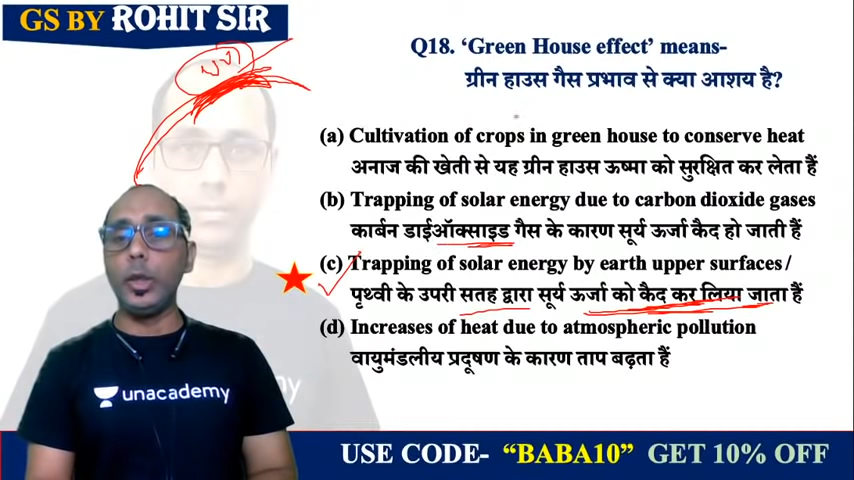 GS BY ROHIT SIR
Q18. ‘Green House effect’ means-
ग्रीन हाउस गैस प्रभाव से क्या आशय है?
(a) Cultivation of crops in green house to conserve heat
अनाज की खेती से यह ग्रीन हाउस ऊष्मा को सुरक्षित कर लेता हैं
(b) Trapping of solar energy due to carbon dioxide gases
कार्बन डाईऑक्साइड गैस के कारण सूर्य ऊर्जा कैद हो जाती हैं
(c) Trapping of solar energy by earth upper surfaces/
पृथ्वी के उपरी सतह द्वारा सूर्य ऊर्जा को कैद कर लिया जाता हैं
(d) Increases of heat due to atmospheric pollution
वायुमंडलीय प्रदूषण के कारण ताप बढ़ता हैं
unacademy
my
USE CODE- “BABA10” GET 10% OFF